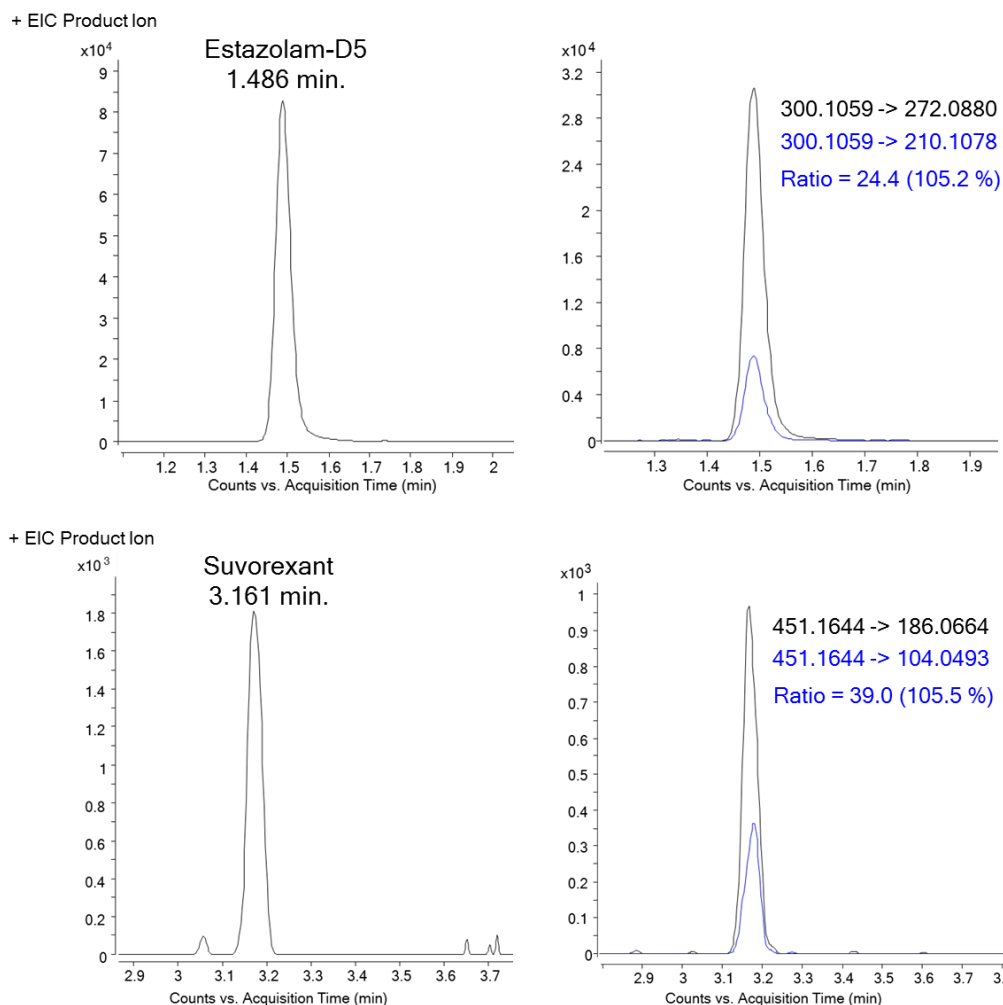 + EIC Product Ion
x10⁴
Estazolam-D5
1.486 min.
9
8
7
6
5
4
3
2
1
0
1.2 1.3 1.4 1.5 1.6 1.7 1.8 1.9 2
Counts vs. Acquisition Time (min)
x10⁴
3.2
2.8
2.4
2
1.6
1.2
0.8
0.4
0
300.1059 -> 272.0880
300.1059 -> 210.1078
Ratio = 24.4 (105.2 %)
1.3 1.4 1.5 1.6 1.7 1.8 1.9
Counts vs. Acquisition Time (min)
+ EIC Product Ion
x10³
Suvorexant
3.161 min.
1.8
1.6
1.4
1.2
1
0.8
0.6
0.4
0.2
0
2.9 3 3.1 3.2 3.3 3.4 3.5 3.6 3.7
Counts vs. Acquisition Time (min)
x10³
1
0.9
0.8
0.7
0.6
0.5
0.4
0.3
0.2
0.1
0
451.1644 -> 186.0664
451.1644 -> 104.0493
Ratio = 39.0 (105.5 %)
2.9 3 3.1 3.2 3.3 3.4 3.5 3.6 3.7
Counts vs. Acquisition Time (min)